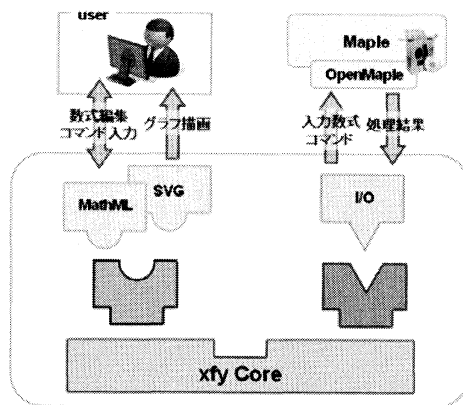 user
Maple
OpenMaple
数式編集
コマンド入力
グラフ描画
入力数式
コマンド
処理結果
MathML
SVG
I/O
xfy Core